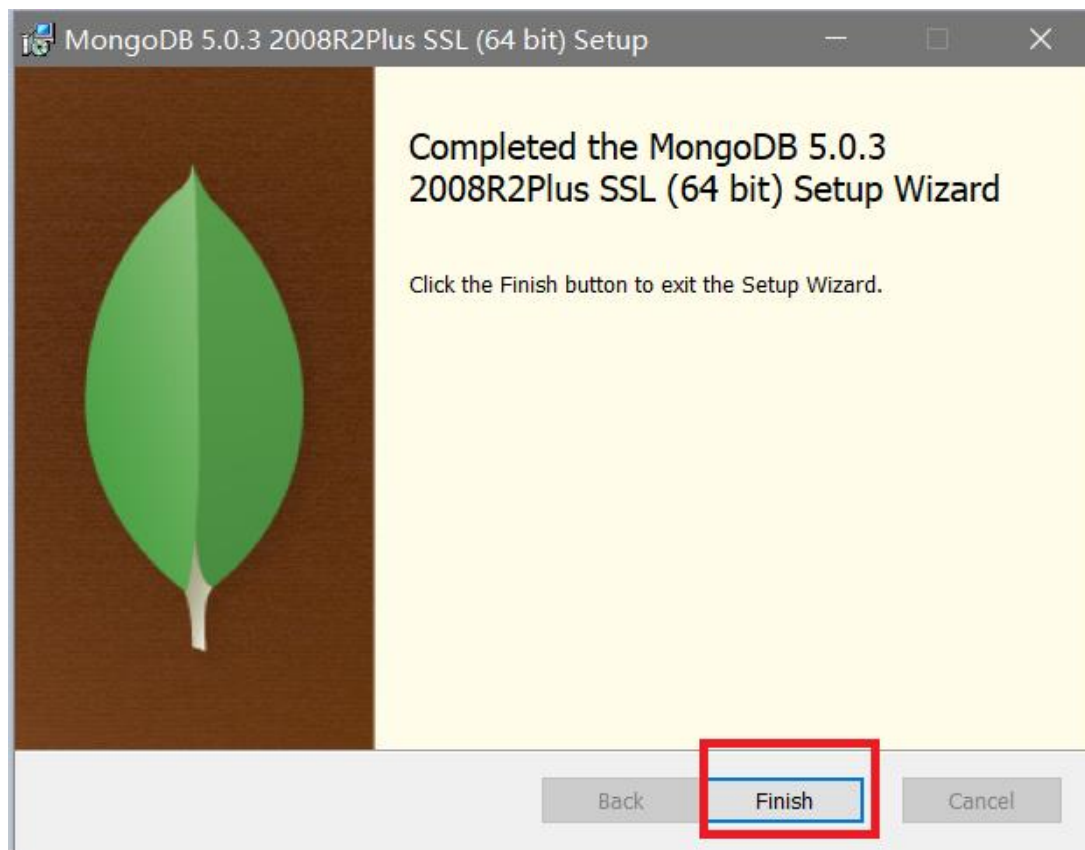 MongoDB 5.0.3 2008R2Plus SSL (64 bit) Setup
Completed the MongoDB 5.0.3
2008R2Plus SSL (64 bit) Setup Wizard
Click the Finish button to exit the Setup Wizard.
Back Finish Cancel